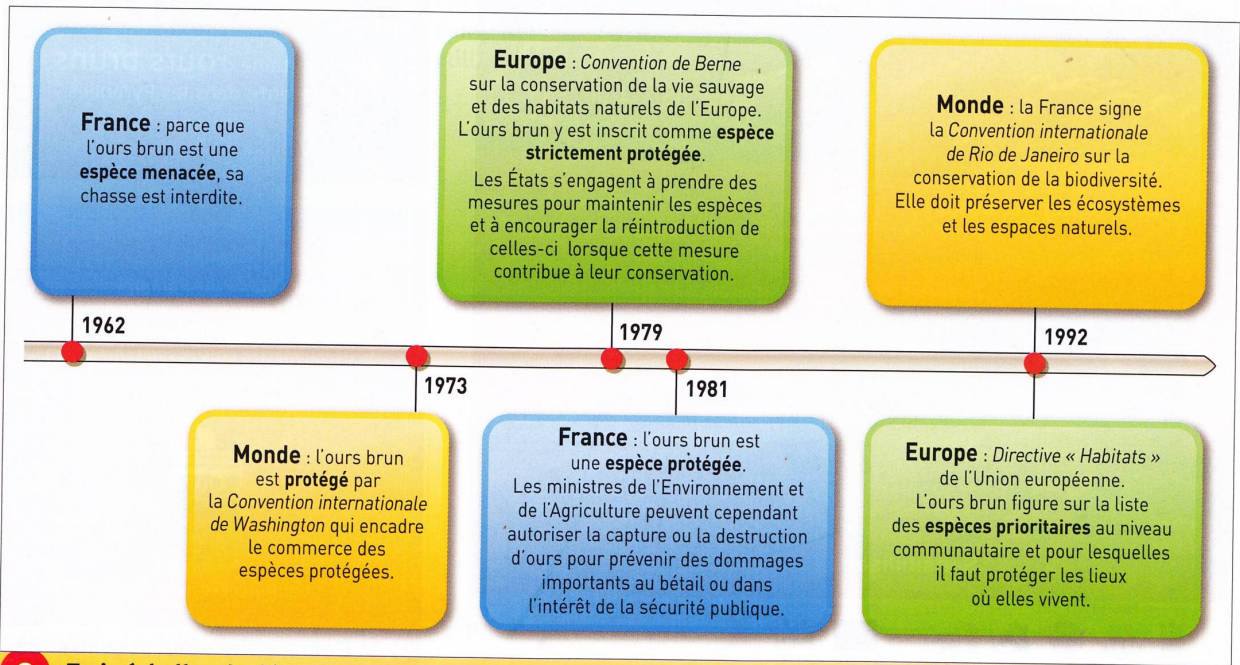 France : parce que
l'ours brun est une
espèce menacée, sa
chasse est interdite.
Europe : Convention de Berne
sur la conservation de la vie sauvage
et des habitats naturels de l'Europe.
L'ours brun y est inscrit comme espèce
strictement protégée.
Les États s'engagent à prendre des
mesures pour maintenir les espèces
et à encourager la réintroduction de
celles-ci lorsque cette mesure
contribue à leur conservation.
Monde : la France signe
la Convention internationale
de Rio de Janeiro sur la
conservation de la biodiversité.
Elle doit préserver les écosystèmes
et les espaces naturels.
1962
1979
1992
1973
1981
Monde : l'ours brun
est protégé par
la Convention internationale
de Washington qui encadre
le commerce des
espèces protégées.
France : l'ours brun est
une espèce protégée.
Les ministres de l'Environnement et
de l'Agriculture peuvent cependant
autoriser la capture ou la destruction
d'ours pour prévenir des dommages
importants au bétail ou dans
l'intérêt de la sécurité publique.
Europe : Directive « Habitats »
de l'Union européenne.
L'ours brun figure sur la liste
des espèces prioritaires au niveau
communautaire et pour lesquelles
il faut protéger les lieux
où elles vivent.